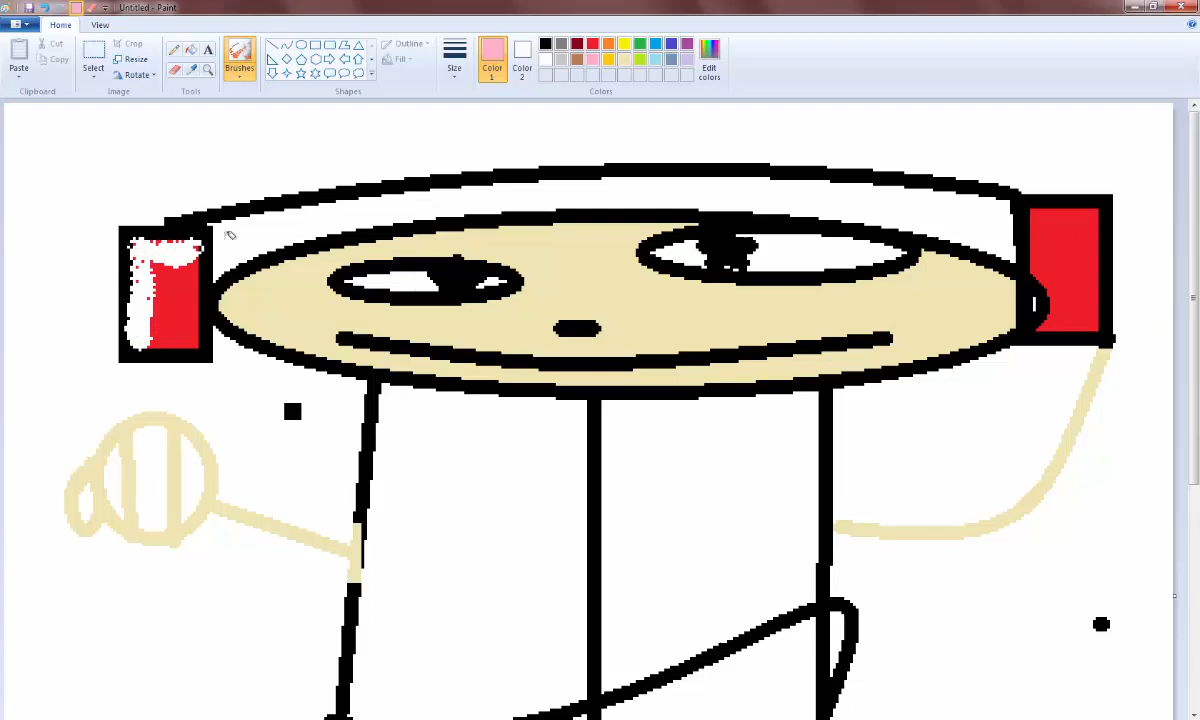 Untitled - Paint
Home View
Paste
Cut
Copy
Clipboard
Select
Crop
Resize
Rotate
Image
A
Tools
Brushes
Outline
Fill
Shapes
Size
Color 1
Color 2
Edit colors
Colors